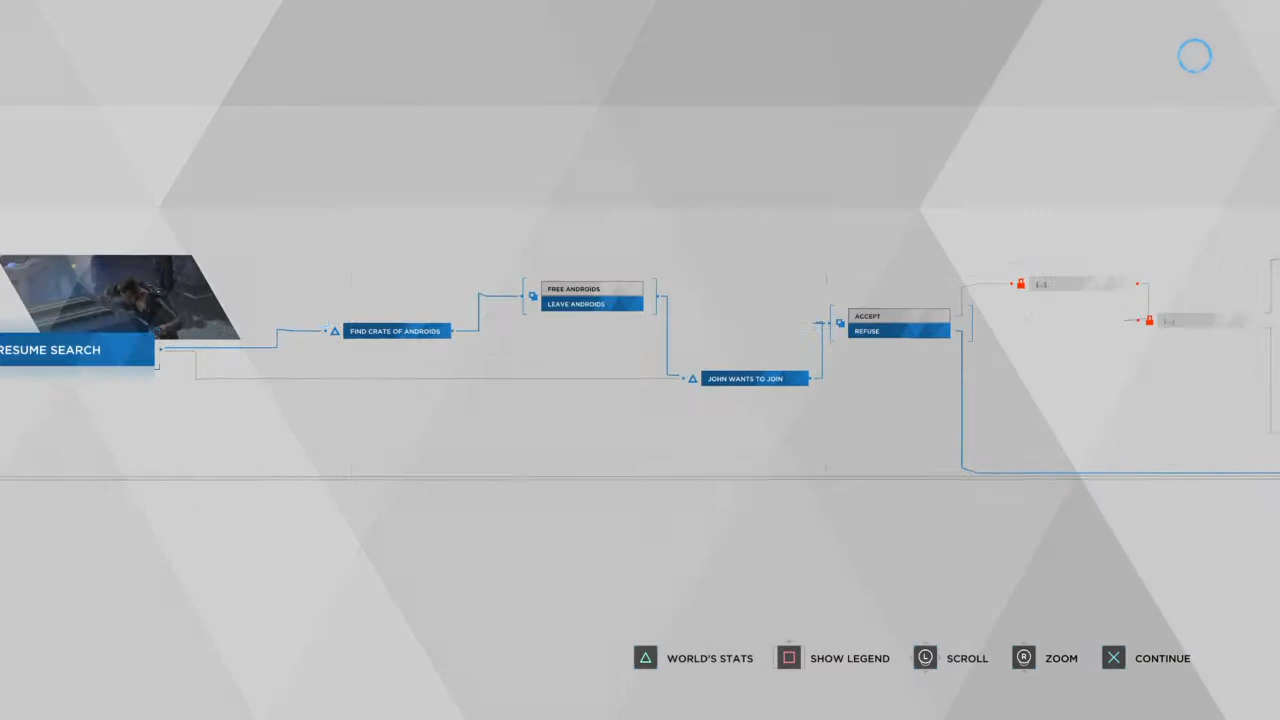 RESUME SEARCH
FIND CRATE OF ANDROIDS
FREE ANDROIDS
LEAVE ANDROIDS
JOHN WANTS TO JOIN
ACCEPT
REFUSE
WORLD'S STATS
SHOW LEGEND
L
SCROLL
R
ZOOM
CONTINUE